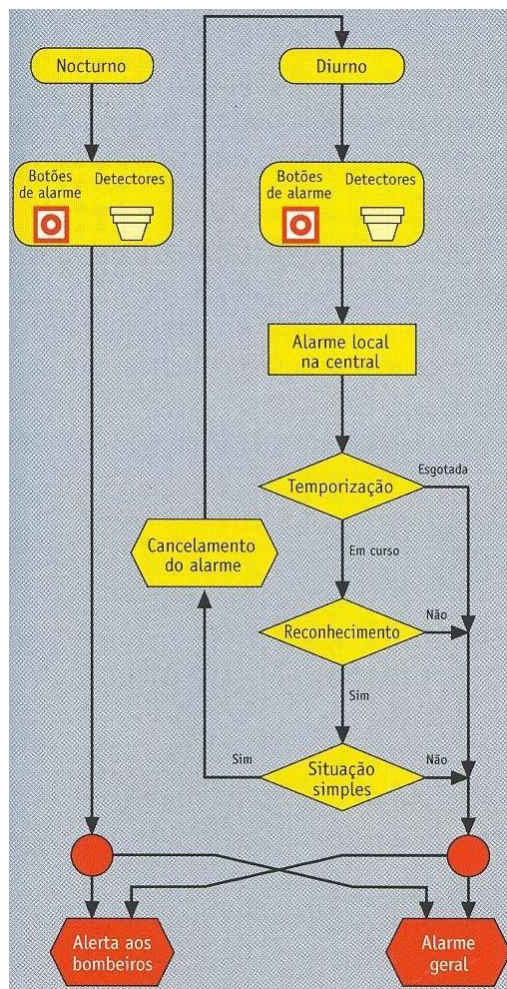 Nocturno
Diurno
Botões
de alarme
Detectores
Botões
de alarme
Detectores
Alarme local
na central
Temporização
Esgotada
Em curso
Cancelamento
do alarme
Reconhecimento
Não
Sim
Sim
Situação
simples
Não
Alerta aos
bombeiros
Alarme
geral